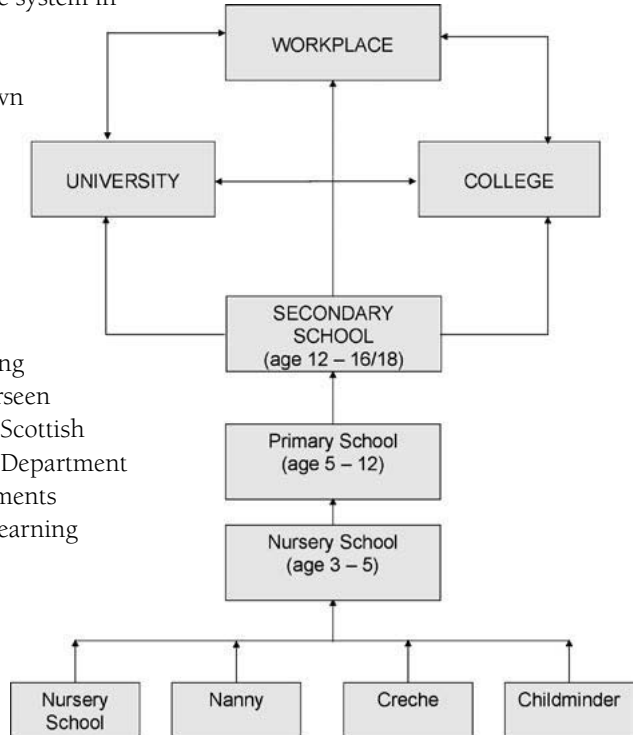 e system in
WORKPLACE
vn
UNIVERSITY
COLLEGE
SECONDARY
SCHOOL
(age 12 – 16/18)
ng
rseen
Scottish
Department
ments
earning
Primary School
(age 5 – 12)
Nursery School
(age 3 – 5)
Nursery
School
Nanny
Creche
Childminder